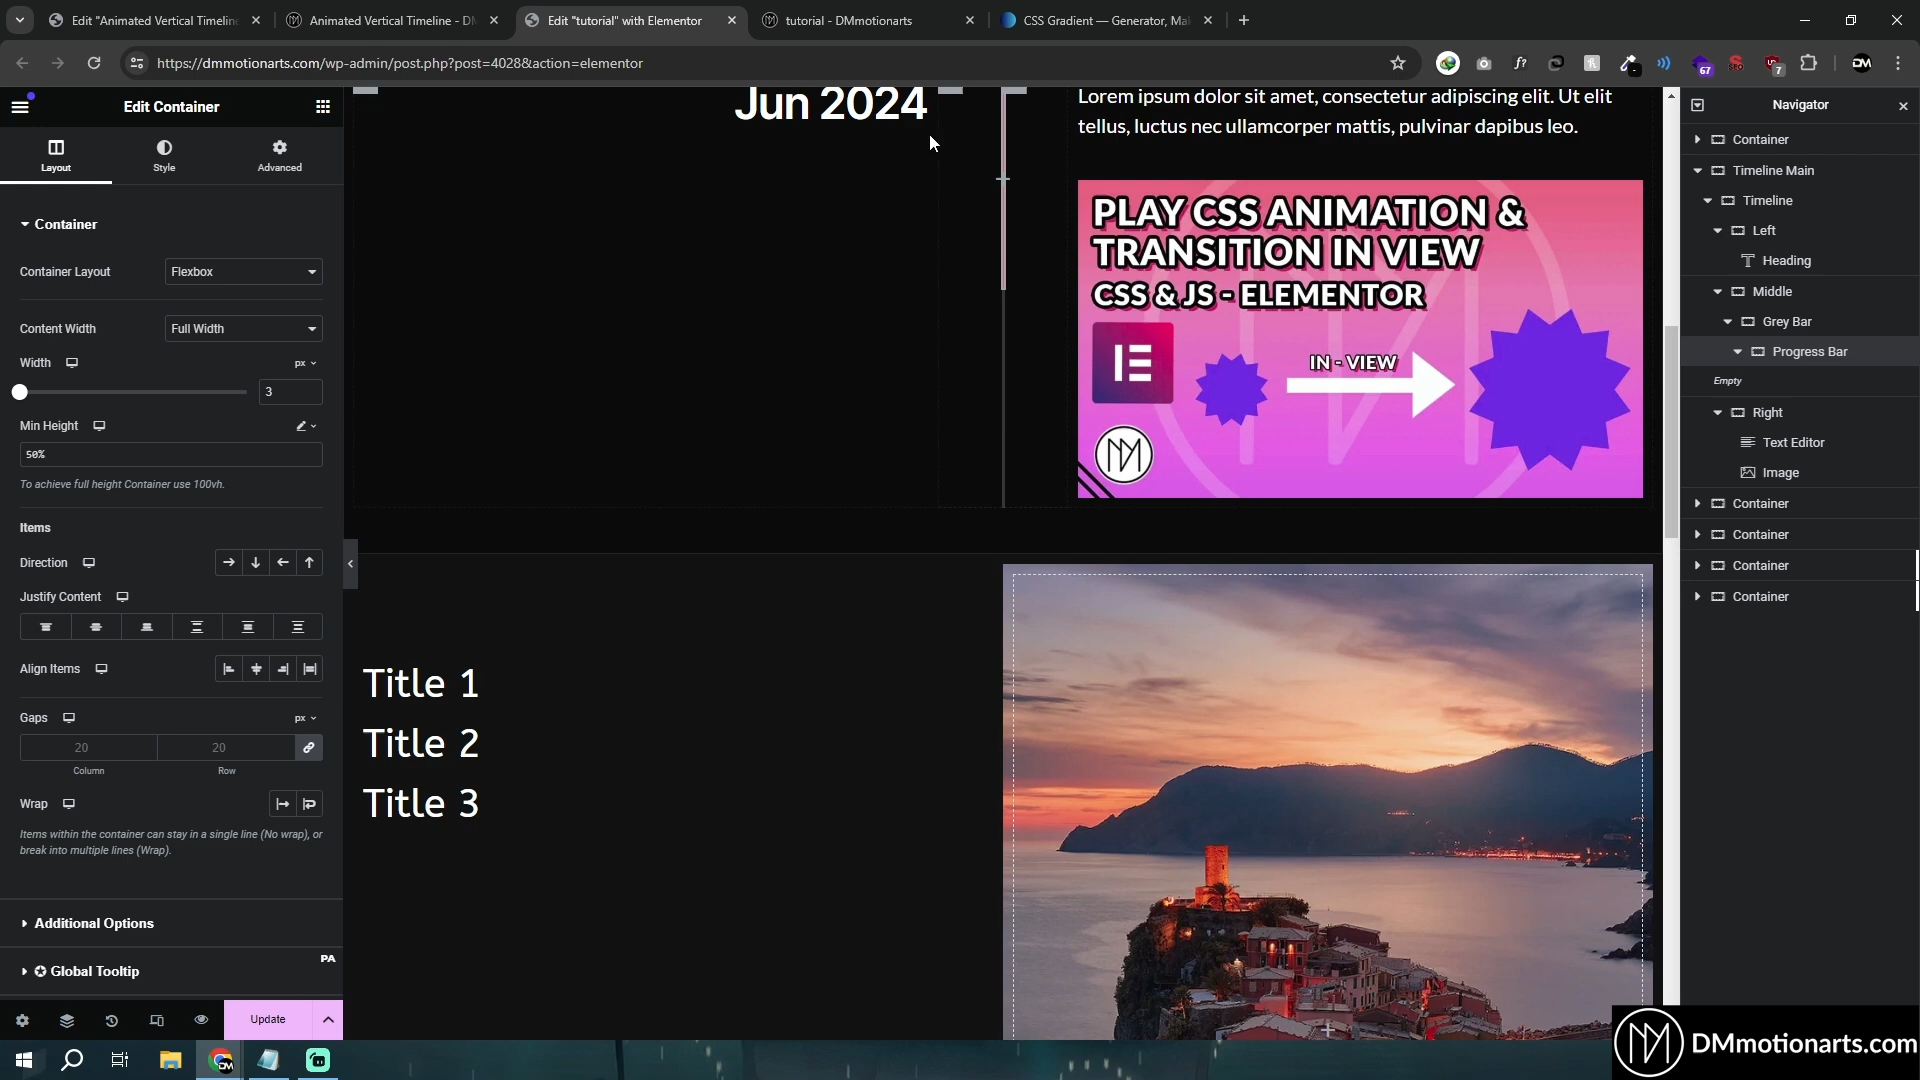 Edit "Animated Vertical Timeline
Animated Vertical Timeline - DM
Edit "tutorial" with Elementor
tutorial - DMmotionarts
CSS Gradient — Generator, Ma
https://dmmotionarts.com/wp-admin/post.php?post=4028&action=elementor
f?
67
SEO
7
Edit Container
Layout
Style
Advanced
Container
Container Layout
Flexbox
Content Width
Full Width
Width
px
3
Min Height
50%
To achieve full height Container use 100vh.
Items
Direction
Justify Content
Align Items
Gaps
px
20
20
Column
Row
Wrap
Items within the container can stay in a single line (No wrap), or
break into multiple lines (Wrap).
Additional Options
PA
Global Tooltip
Update
Jun 2024
Lorem ipsum dolor sit amet, consectetur adipiscing elit. Ut elit
tellus, luctus nec ullamcorper mattis, pulvinar dapibus leo.
PLAY CSS ANIMATION &
TRANSITION IN VIEW
CSS & JS - ELEMENTOR
IN - VIEW
Title 1
Title 2
Title 3
Navigator
Container
Timeline Main
Timeline
Left
Heading
Middle
Grey Bar
Progress Bar
Empty
Right
Text Editor
Image
Container
Container
Container
Container
DMmotionarts.com